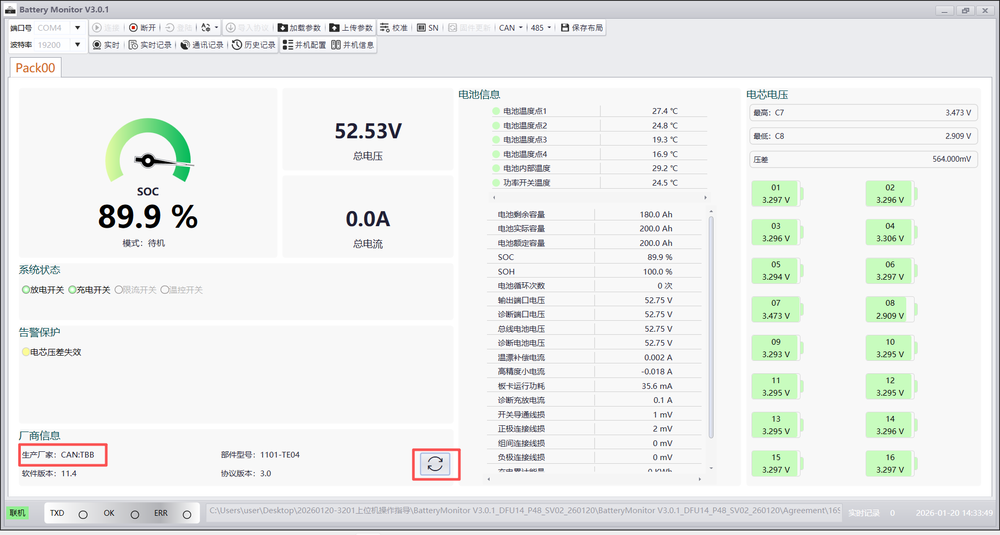 Battery Monitor V3.0.1
端口号 COM4 连接 断开 登陆 导入协议 加载参数 上传参数 校准 SN 固件更新 CAN 485 保存布局
波特率 19200 实时 实时记录 通讯记录 历史记录 并机配置 并机信息
Pack00
SOC
89.9 %
模式：待机
52.53V
总电压
0.0A
总电流
系统状态
放电开关 充电开关 限流开关 温控开关
告警保护
电芯压差失效
厂商信息
生产厂家：CAN:TBB 部件型号：1101-TE04
软件版本：11.4 协议版本：3.0
电池信息
电池温度点1 27.4 ℃
电池温度点2 24.8 ℃
电池温度点3 19.3 ℃
电池温度点4 16.9 ℃
电池内部温度 29.2 ℃
功率开关温度 24.5 ℃
电池剩余容量 180.0 Ah
电池实际容量 200.0 Ah
电池额定容量 200.0 Ah
SOC 89.9 %
SOH 100.0 %
电池循环次数 0 次
输出端口电压 52.75 V
诊断端口电压 52.75 V
总线电池电压 52.75 V
诊断电池电压 52.75 V
温漂补偿电流 0.002 A
高精度小电流 -0.018 A
板卡运行功耗 35.6 mA
诊断充放电流 0.1 A
开关导通线损 1 mV
正极连接线损 2 mV
组间连接线损 0 mV
负极连接线损 0 mV
充电累计能量 0 KWh
电芯电压
最高：C7 3.473 V
最低：C8 2.909 V
压差 564.000mV
01 02
3.297 V 3.296 V
03 04
3.296 V 3.306 V
05 06
3.294 V 3.297 V
07 08
3.473 V 2.909 V
09 10
3.293 V 3.295 V
11 12
3.295 V 3.295 V
13 14
3.295 V 3.296 V
15 16
3.297 V 3.297 V
联机 TXD OK ERR C:\Users\user\Desktop\20260120-3201上位机操作指导\BatteryMonitor V3.0.1_DFU14_P48_SV02_260120\BatteryMonitor V3.0.1_DFU14_P48_SV02_260120\Agreement\16S 实时记录 0 2026-01-20 14:33:49